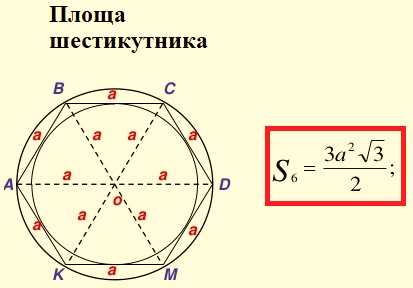 Площа
шестикутника
B a C
a a a a
A a a D
o
a a a a
K a M
S₆ = 3a²√3 / 2 ;